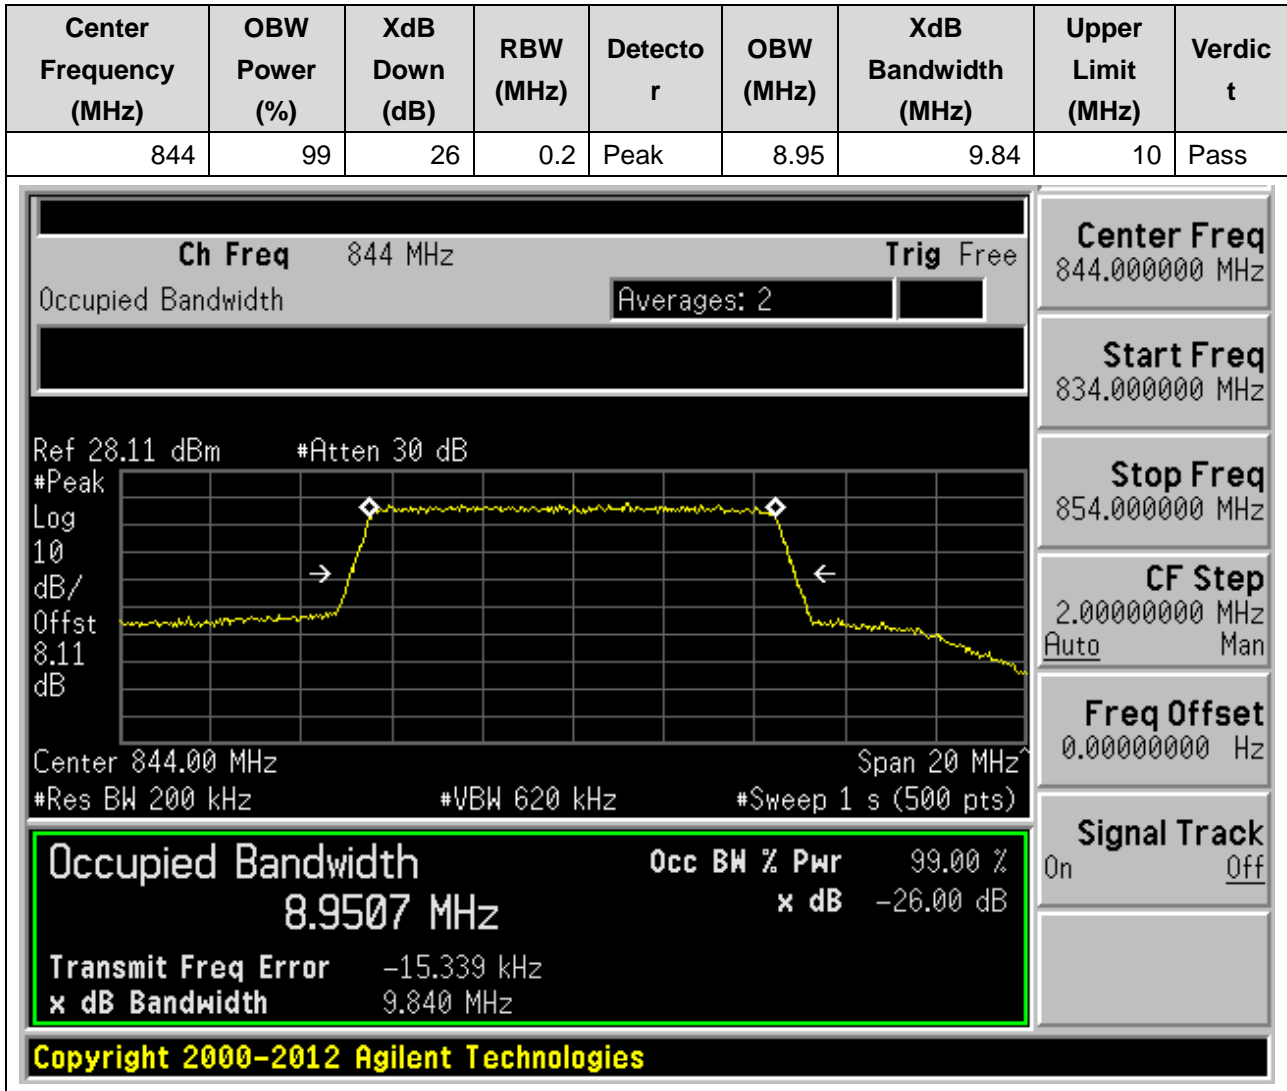 Center Frequency (MHz) OBW Power (%) XdB Down (dB) RBW (MHz) Detecto r OBW (MHz) XdB Bandwidth (MHz) Upper Limit (MHz) Verdic t
844 99 26 0.2 Peak 8.95 9.84 10 Pass
Ch Freq 844 MHz Trig Free
Occupied Bandwidth Averages: 2
Ref 28.11 dBm #Atten 30 dB
#Peak
Log
10
dB/
Offst
8.11
dB
Center 844.00 MHz Span 20 MHz^
#Res BW 200 kHz #VBW 620 kHz #Sweep 1 s (500 pts)
Occupied Bandwidth Occ BW % Pwr 99.00 %
8.9507 MHz x dB -26.00 dB
Transmit Freq Error -15.339 kHz
x dB Bandwidth 9.840 MHz
Copyright 2000-2012 Agilent Technologies
Center Freq
844.000000 MHz
Start Freq
834.000000 MHz
Stop Freq
854.000000 MHz
CF Step
2.00000000 MHz
Auto Man
Freq Offset
0.00000000 Hz
Signal Track
On Off